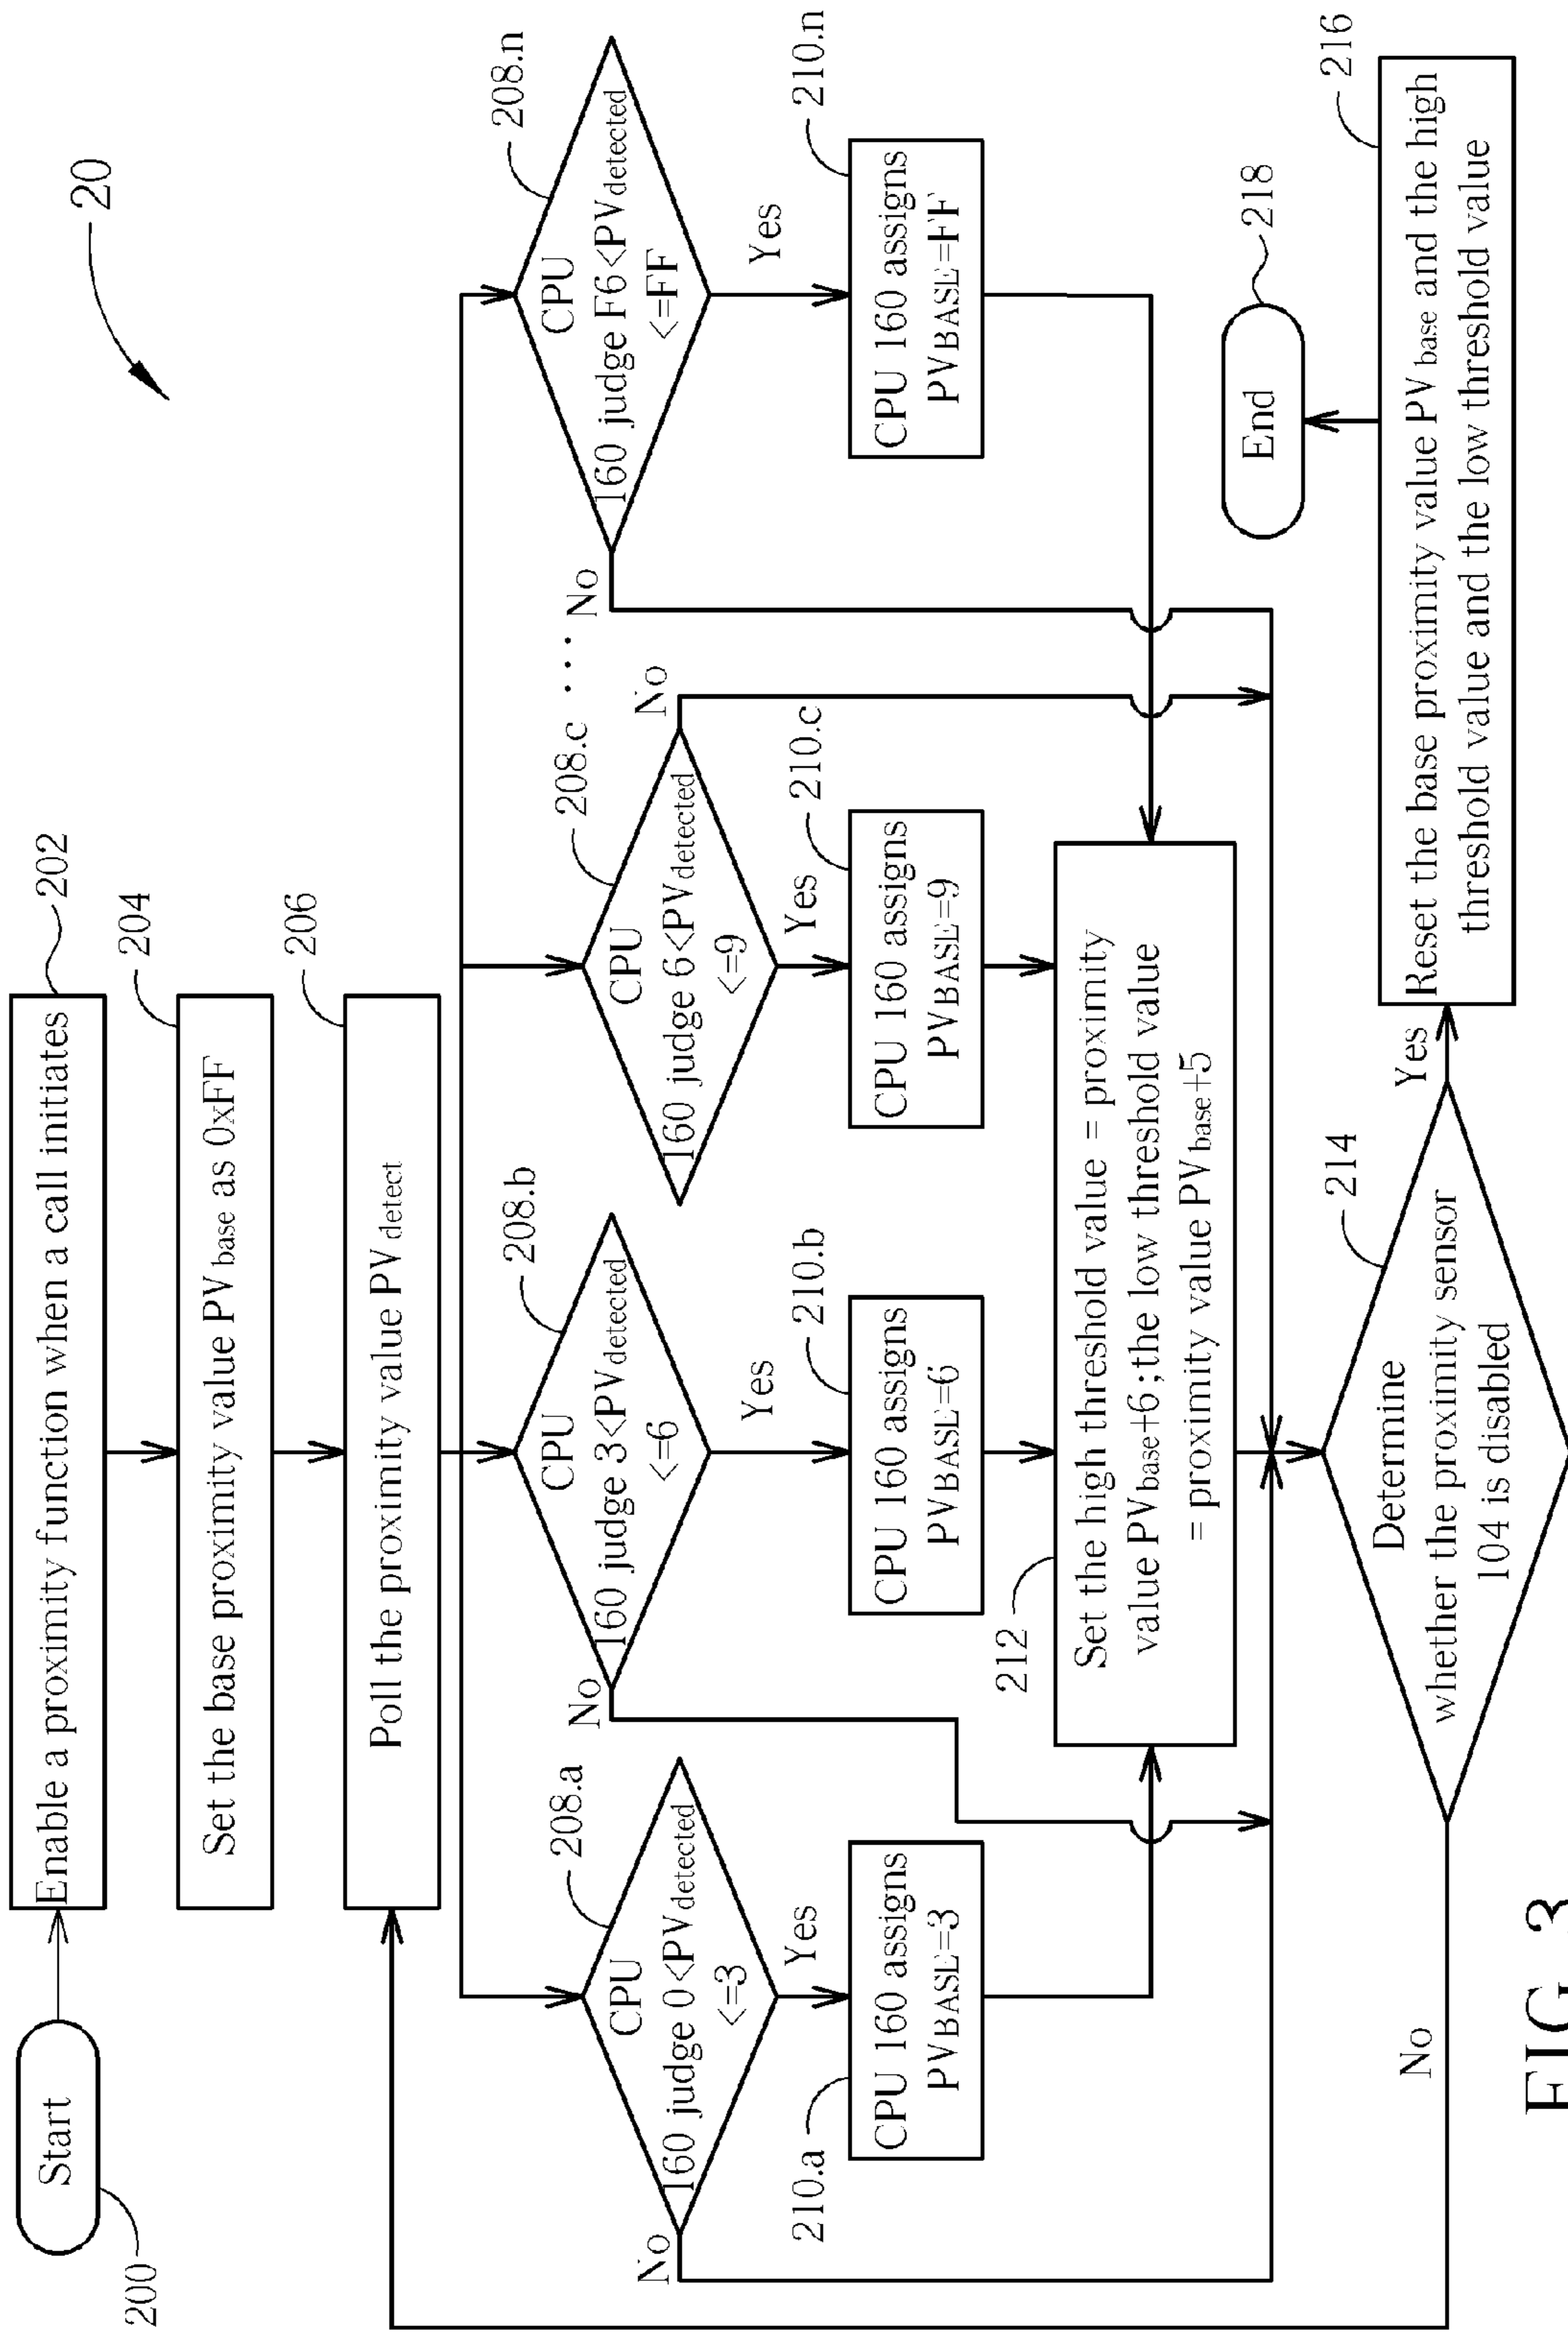 20
Start
200
Enable a proximity function when a call initiates
202
Set the base proximity value PV base as 0xFF
204
Poll the proximity value PV detect
206
CPU
160 judge 0<PVdetected
<=3
208.a
No
Yes
CPU 160 assigns
PVBASE=3
210.a
CPU
160 judge 3<PVdetected
<=6
208.b
No
Yes
CPU 160 assigns
PVBASE=6
210.b
CPU
160 judge 6<PVdetected
<=9
208.c
No
Yes
CPU 160 assigns
PVBASE=9
210.c
...
CPU
160 judge F6<PVdetected
<=FF
208.n
No
Yes
CPU 160 assigns
PVBASE=FF
210.n
Set the high threshold value = proximity
value PVbase+6;the low threshold value
= proximity value PVbase+5
212
Determine
whether the proximity sensor
104 is disabled
214
No
Yes
Reset the base proximity value PV base and the high
threshold value and the low threshold value
216
End
218
FIG. 3